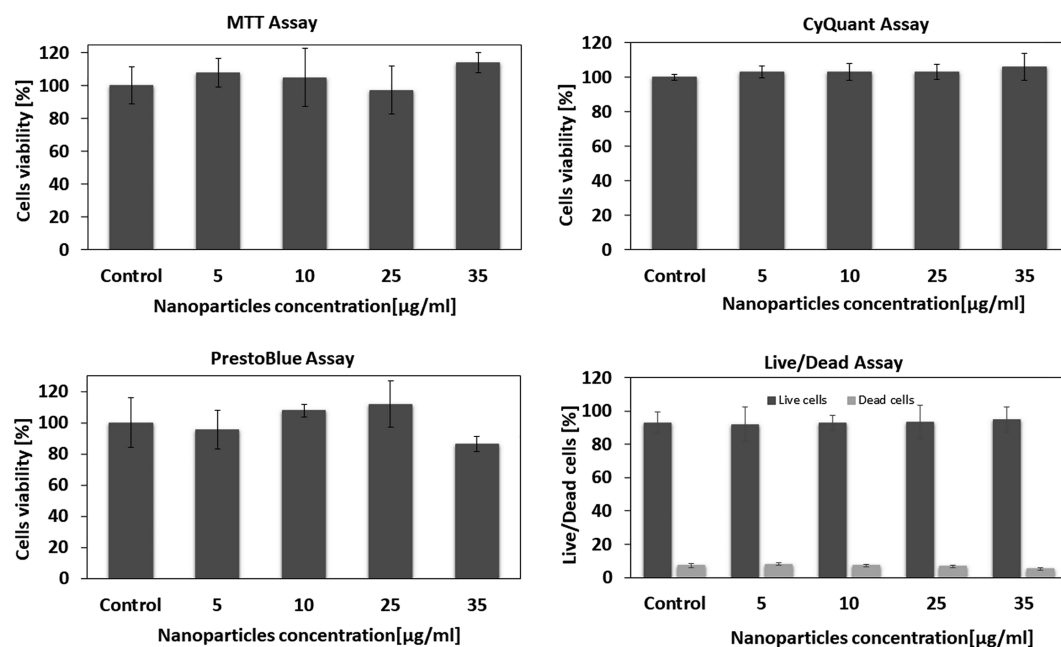 MTT Assay
Cells viability [%]
120
100
80
60
40
20
0
Control 5 10 25 35
Nanoparticles concentration[µg/ml]
CyQuant Assay
Cells viability [%]
120
100
80
60
40
20
0
Control 5 10 25 35
Nanoparticles concentration[µg/ml]
PrestoBlue Assay
Cells viability [%]
120
100
80
60
40
20
0
Control 5 10 25 35
Nanoparticles concentration[µg/ml]
Live/Dead Assay
Live/Dead cells [%]
Live cells Dead cells
120
100
80
60
40
20
0
Control 5 10 25 35
Nanoparticles concentration[µg/ml]